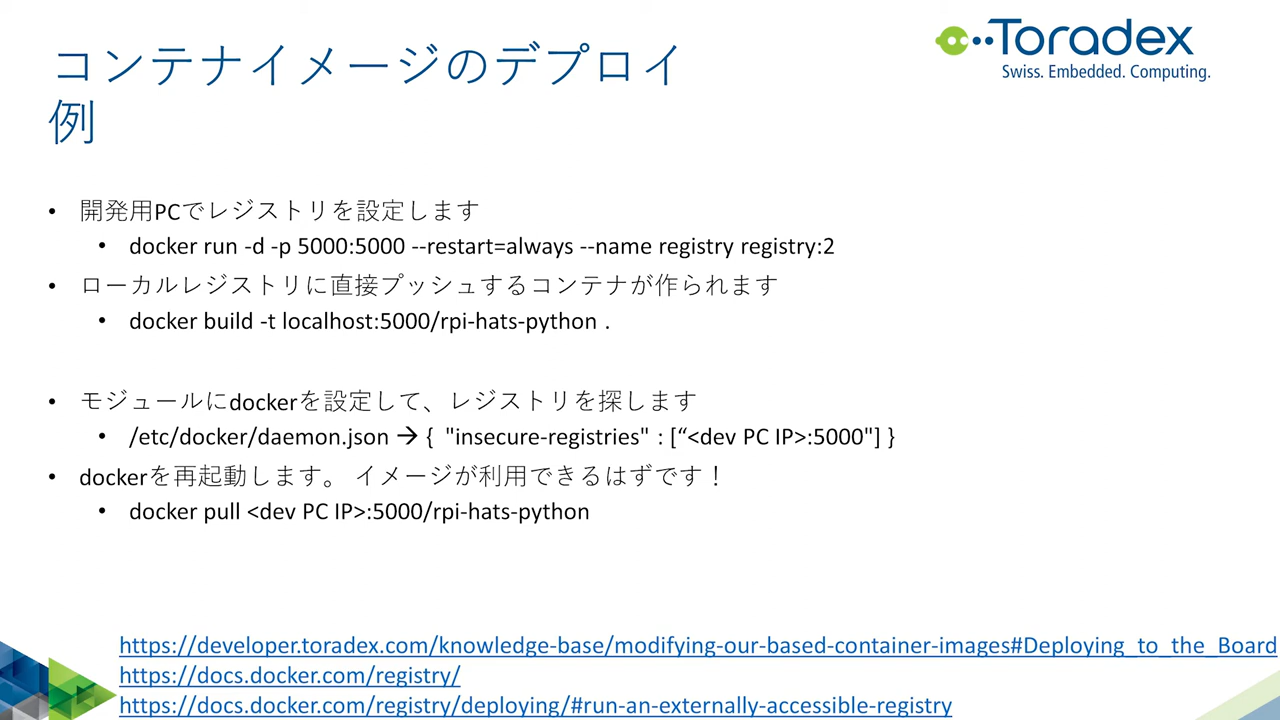 コンテナイメージのデプロイ
例
Toradex
Swiss. Embedded. Computing.
• 開発用PCでレジストリを設定します
• docker run -d -p 5000:5000 --restart=always --name registry registry:2
• ローカルレジストリに直接プッシュするコンテナが作られます
• docker build -t localhost:5000/rpi-hats-python .
• モジュールにdockerを設定して、レジストリを探します
• /etc/docker/daemon.json → { "insecure-registries" : [“<dev PC IP>:5000"] }
• dockerを再起動します。 イメージが利用できるはずです！
• docker pull <dev PC IP>:5000/rpi-hats-python
https://developer.toradex.com/knowledge-base/modifying-our-based-container-images#Deploying_to_the_Board
https://docs.docker.com/registry/
https://docs.docker.com/registry/deploying/#run-an-externally-accessible-registry